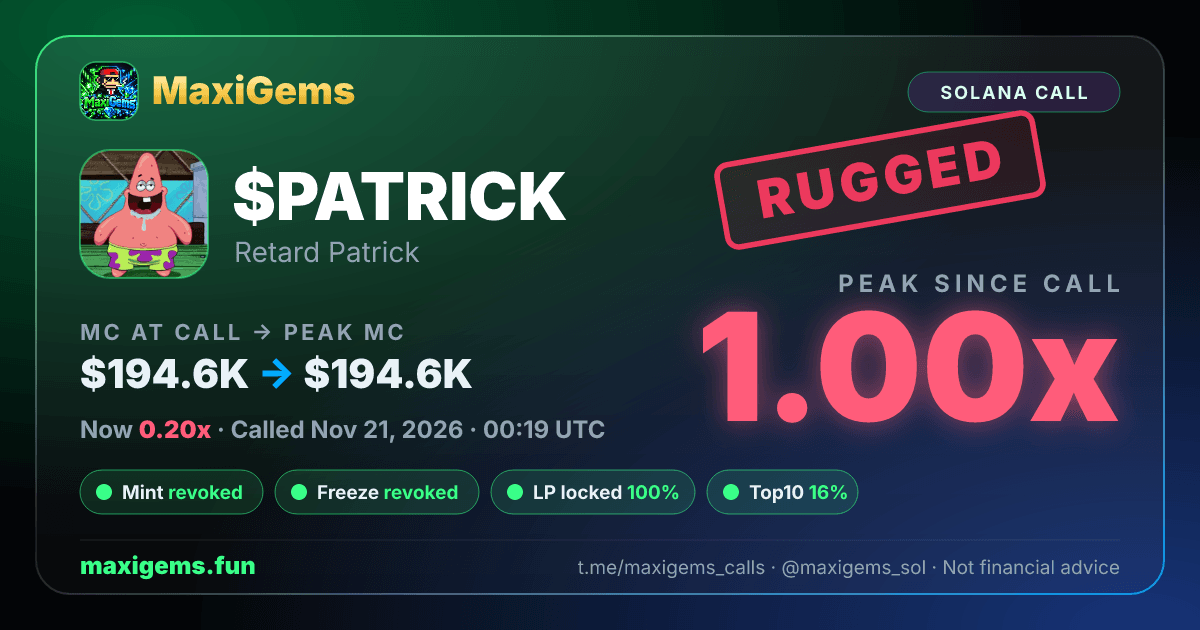 MaxiGems
MaxiGems
SOLANA CALL
RUGGED
$PATRICK
Retard Patrick
PEAK SINCE CALL
1.00x
MC AT CALL → PEAK MC
$194.6K → $194.6K
Now 0.20x · Called Nov 21, 2026 · 00:19 UTC
Mint revoked
Freeze revoked
LP locked 100%
Top10 16%
maxigems.fun
t.me/maxigems_calls · @maxigems_sol · Not financial advice